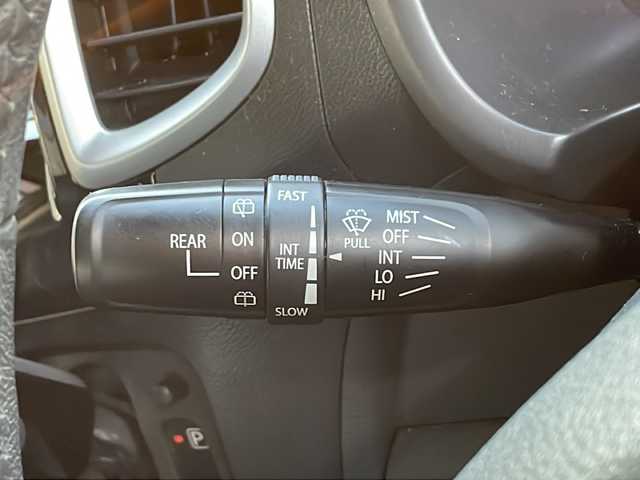 FAST
INT
TIME
SLOW
REAR
ON
OFF
PULL
MIST
OFF
INT
LO
HI
P